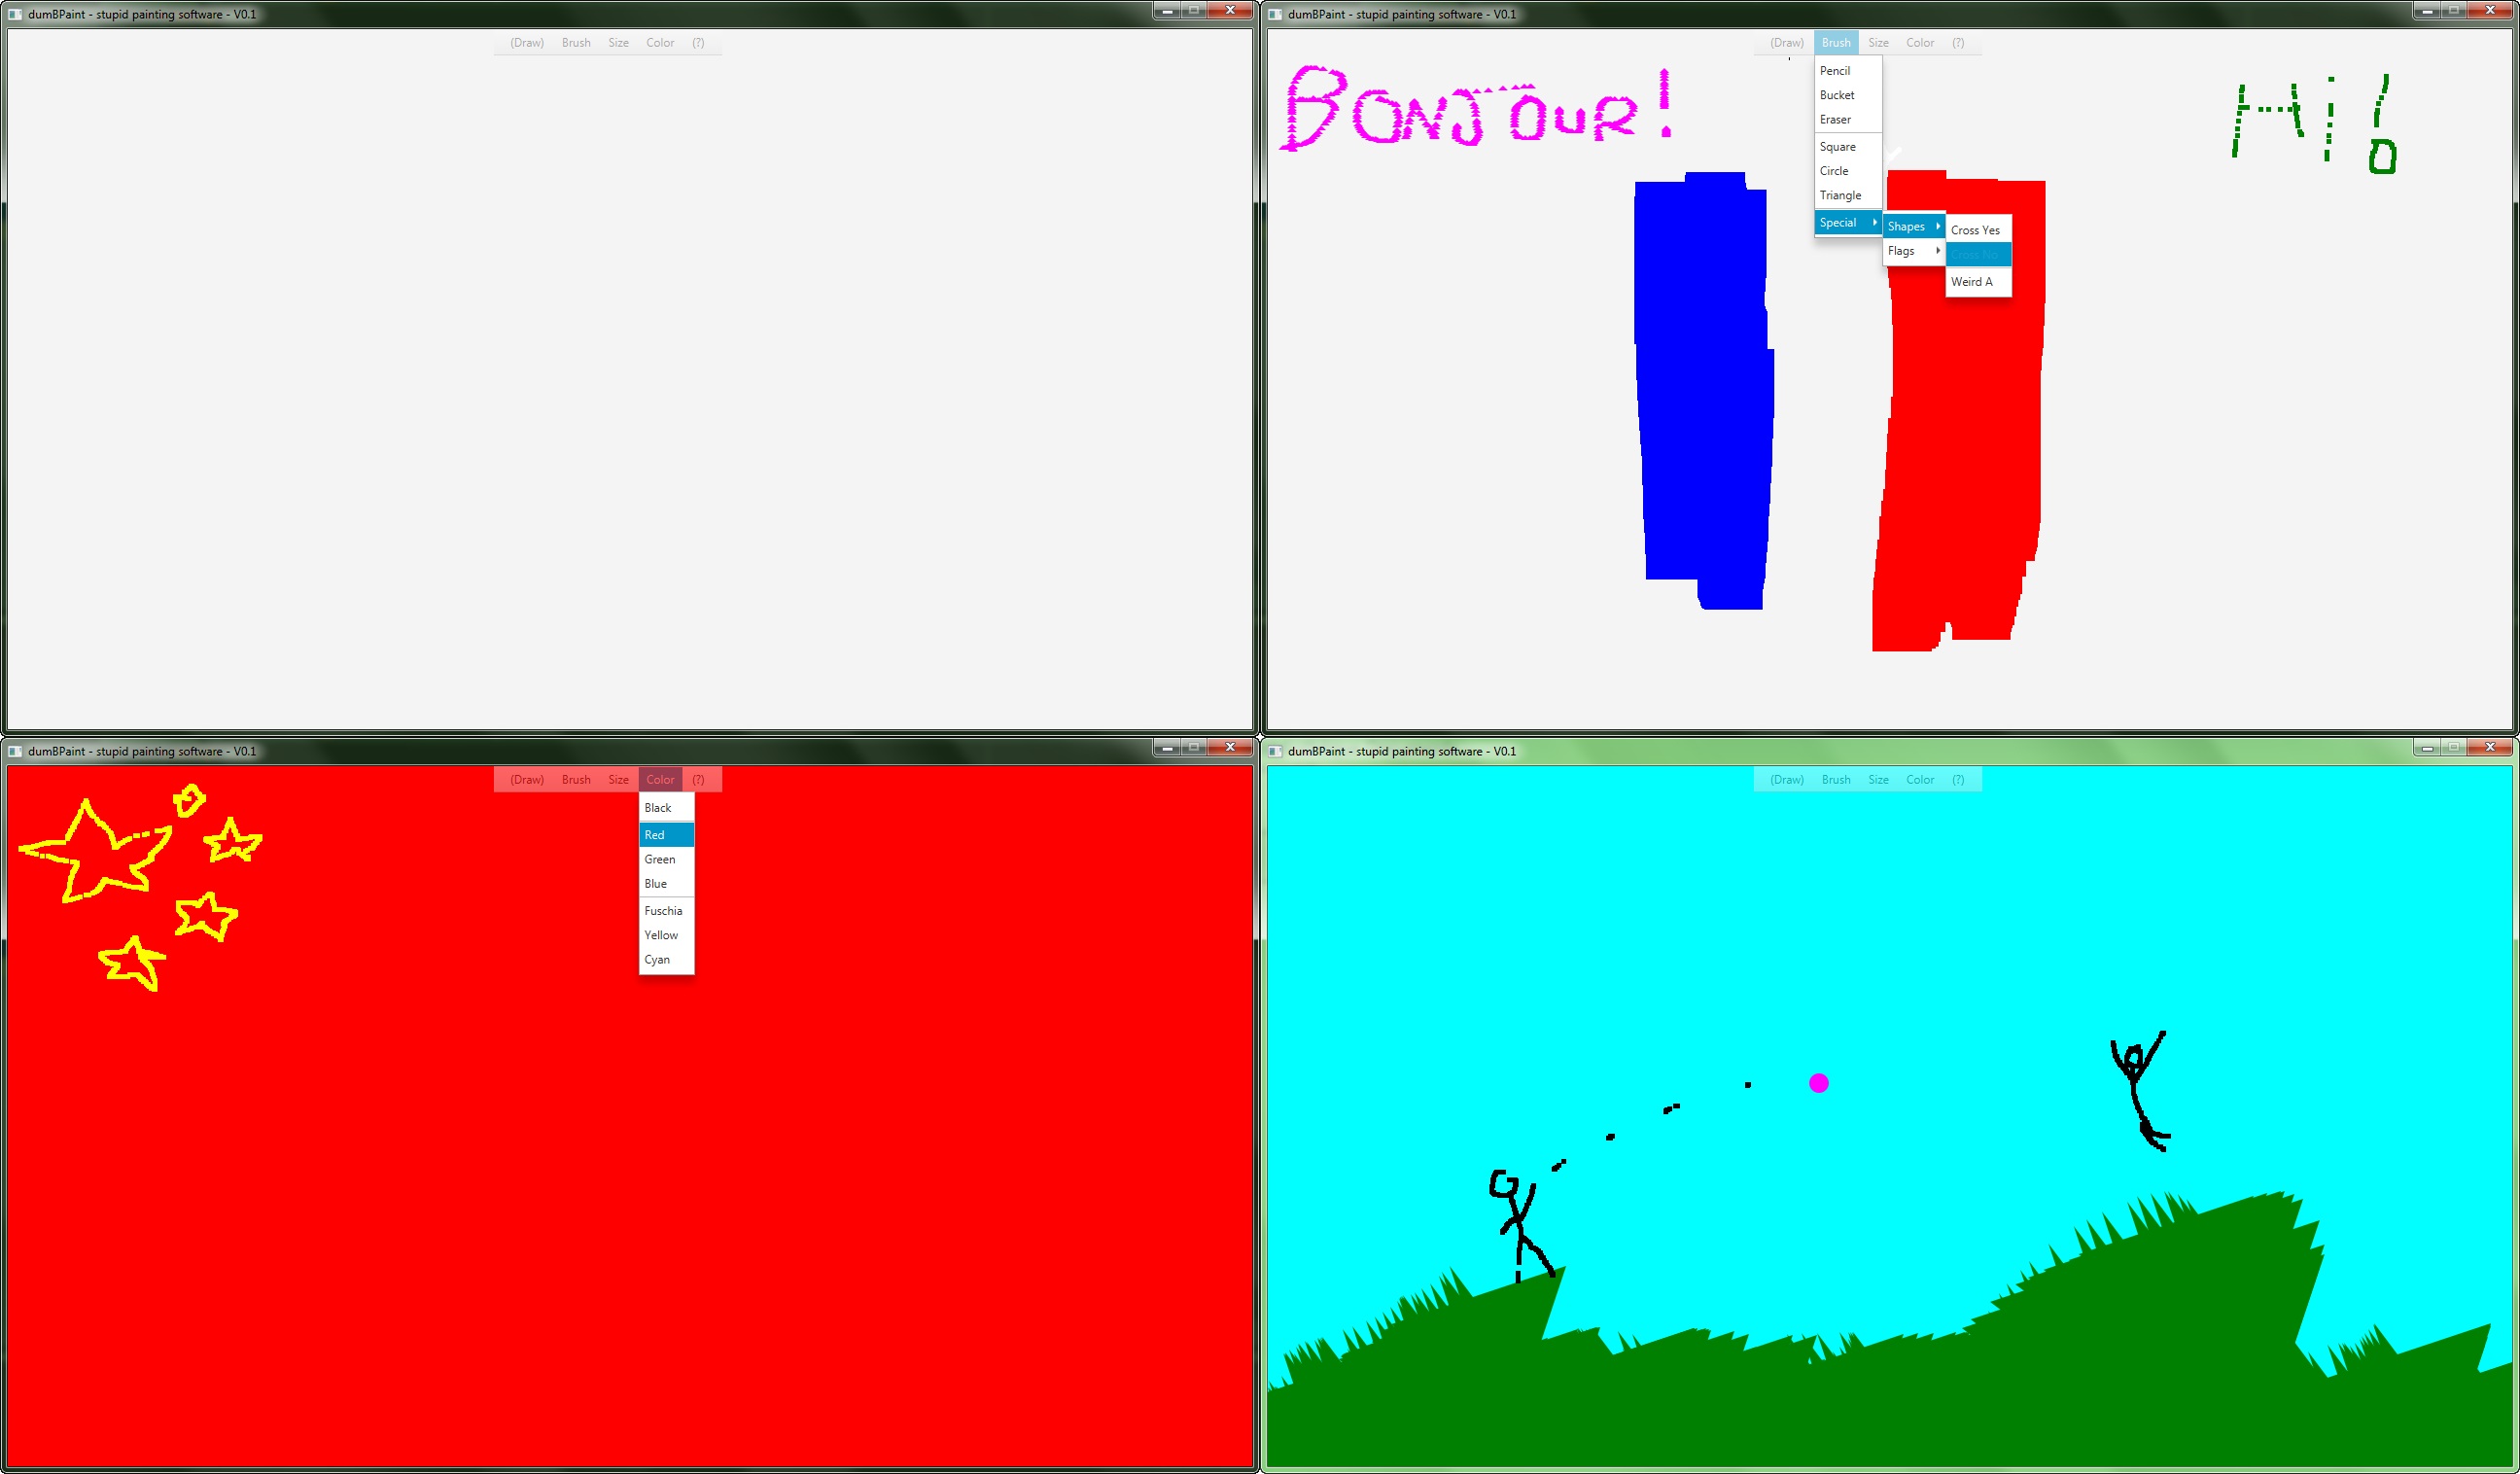 dumBPaint - stupid painting software - V0.1
(Draw) Brush Size Color (?)
dumBPaint - stupid painting software - V0.1
(Draw) Brush Size Color (?)
BONJOUR!
Hi!
Pencil
Bucket
Eraser
Square
Circle
Triangle
Special
Shapes
Flags
Cross Yes
Cross No
Weird A
dumBPaint - stupid painting software - V0.1
(Draw) Brush Size Color (?)
Black
Red
Green
Blue
Fuschia
Yellow
Cyan
dumBPaint - stupid painting software - V0.1
(Draw) Brush Size Color (?)